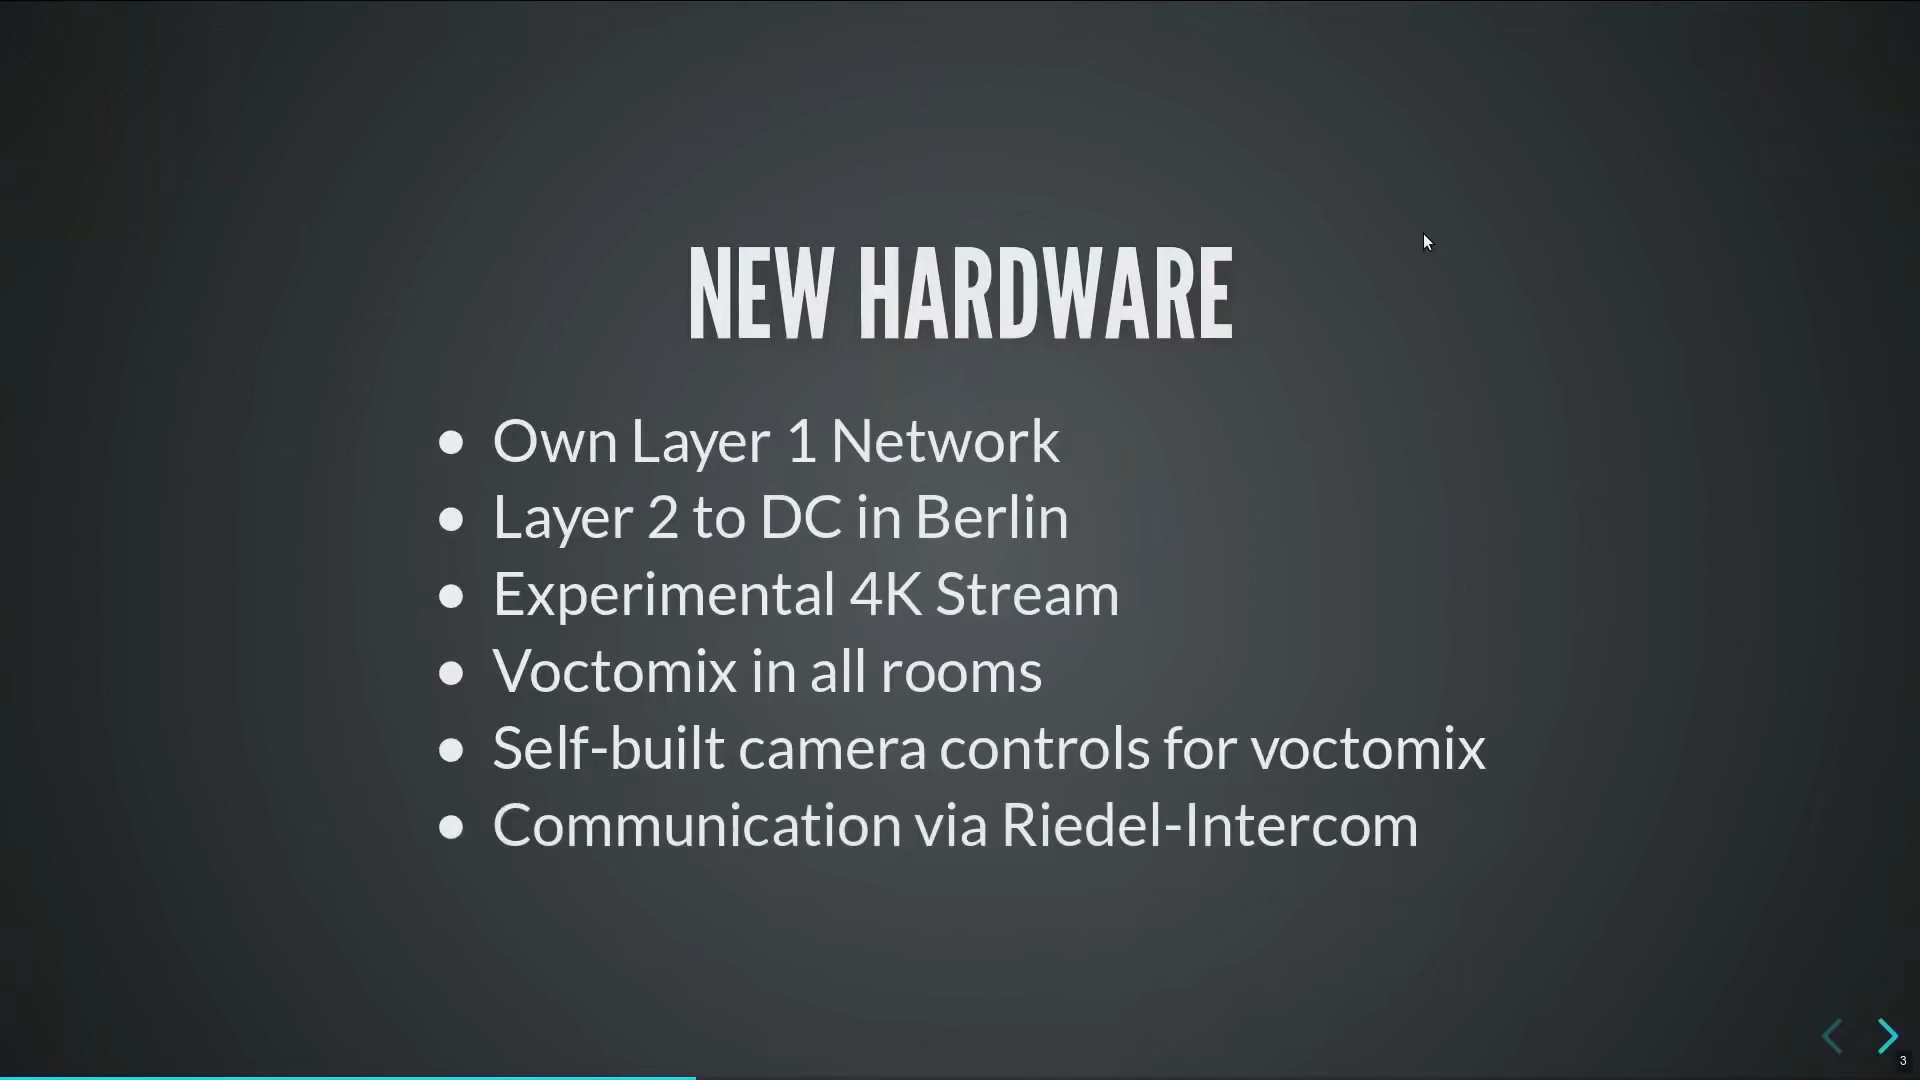 NEW HARDWARE
Own Layer 1 Network
Layer 2 to DC in Berlin
Experimental 4K Stream
Voctomix in all rooms
Self-built camera controls for voctomix
Communication via Riedel-Intercom
3